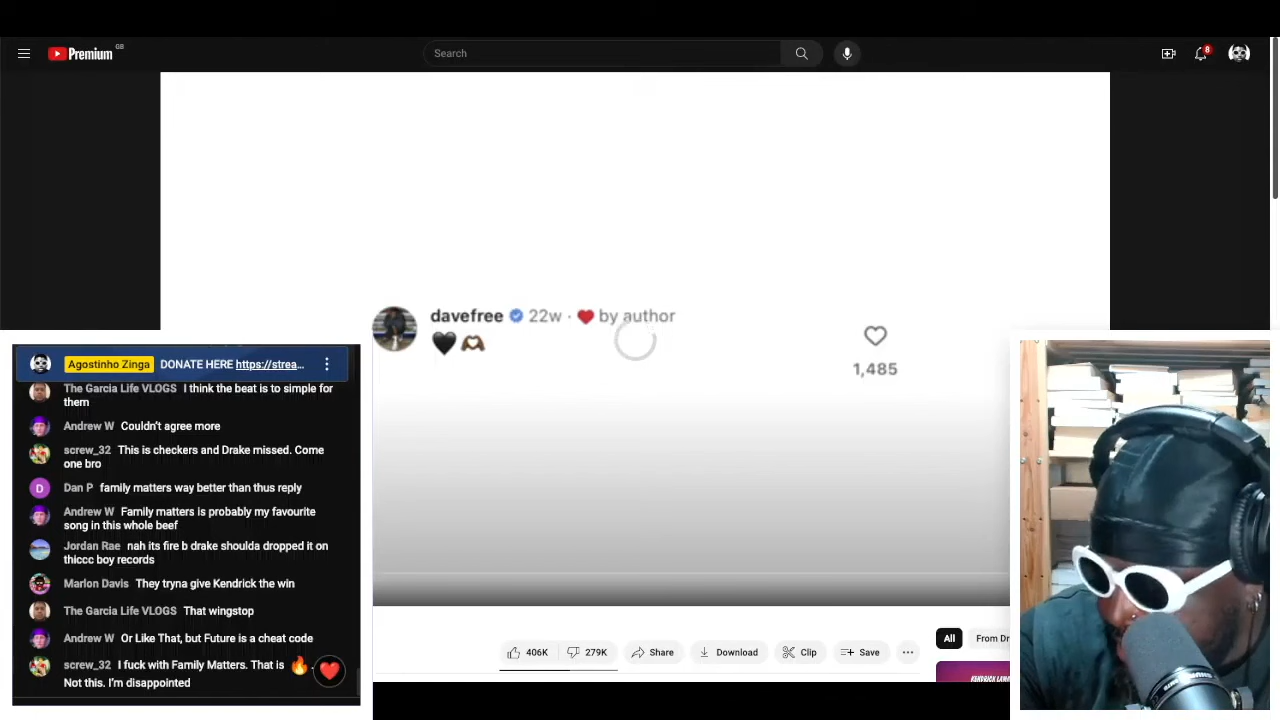 Premium GB
Search
8
davefree 22w · ❤️ by author
🖤 🫶🏾
1,485
Agostinho Zinga DONATE HERE https://strea...
The Garcia Life VLOGS I think the beat is to simple for
them
Andrew W Couldn't agree more
screw_32 This is checkers and Drake missed. Come
one bro
Dan P family matters way better than thus reply
Andrew W Family matters is probably my favourite
song in this whole beef
Jordan Rae nah its fire b drake shoulda dropped it on
thiccc boy records
Marlon Davis They tryna give Kendrick the win
The Garcia Life VLOGS That wingstop
Andrew W Or Like That, but Future is a cheat code
screw_32 I fuck with Family Matters. That is 🔥.
Not this. I'm disappointed
D
406K
279K
Share
Download
Clip
Save
All
From Dr
KENDRICK LAM